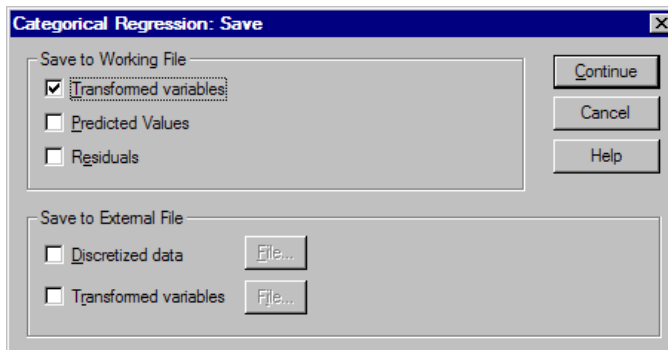 Categorical Regression: Save
Save to Working File
Transformed variables
Predicted Values
Residuals
Continue
Cancel
Help
Save to External File
Discretized data
File...
Transformed variables
File...